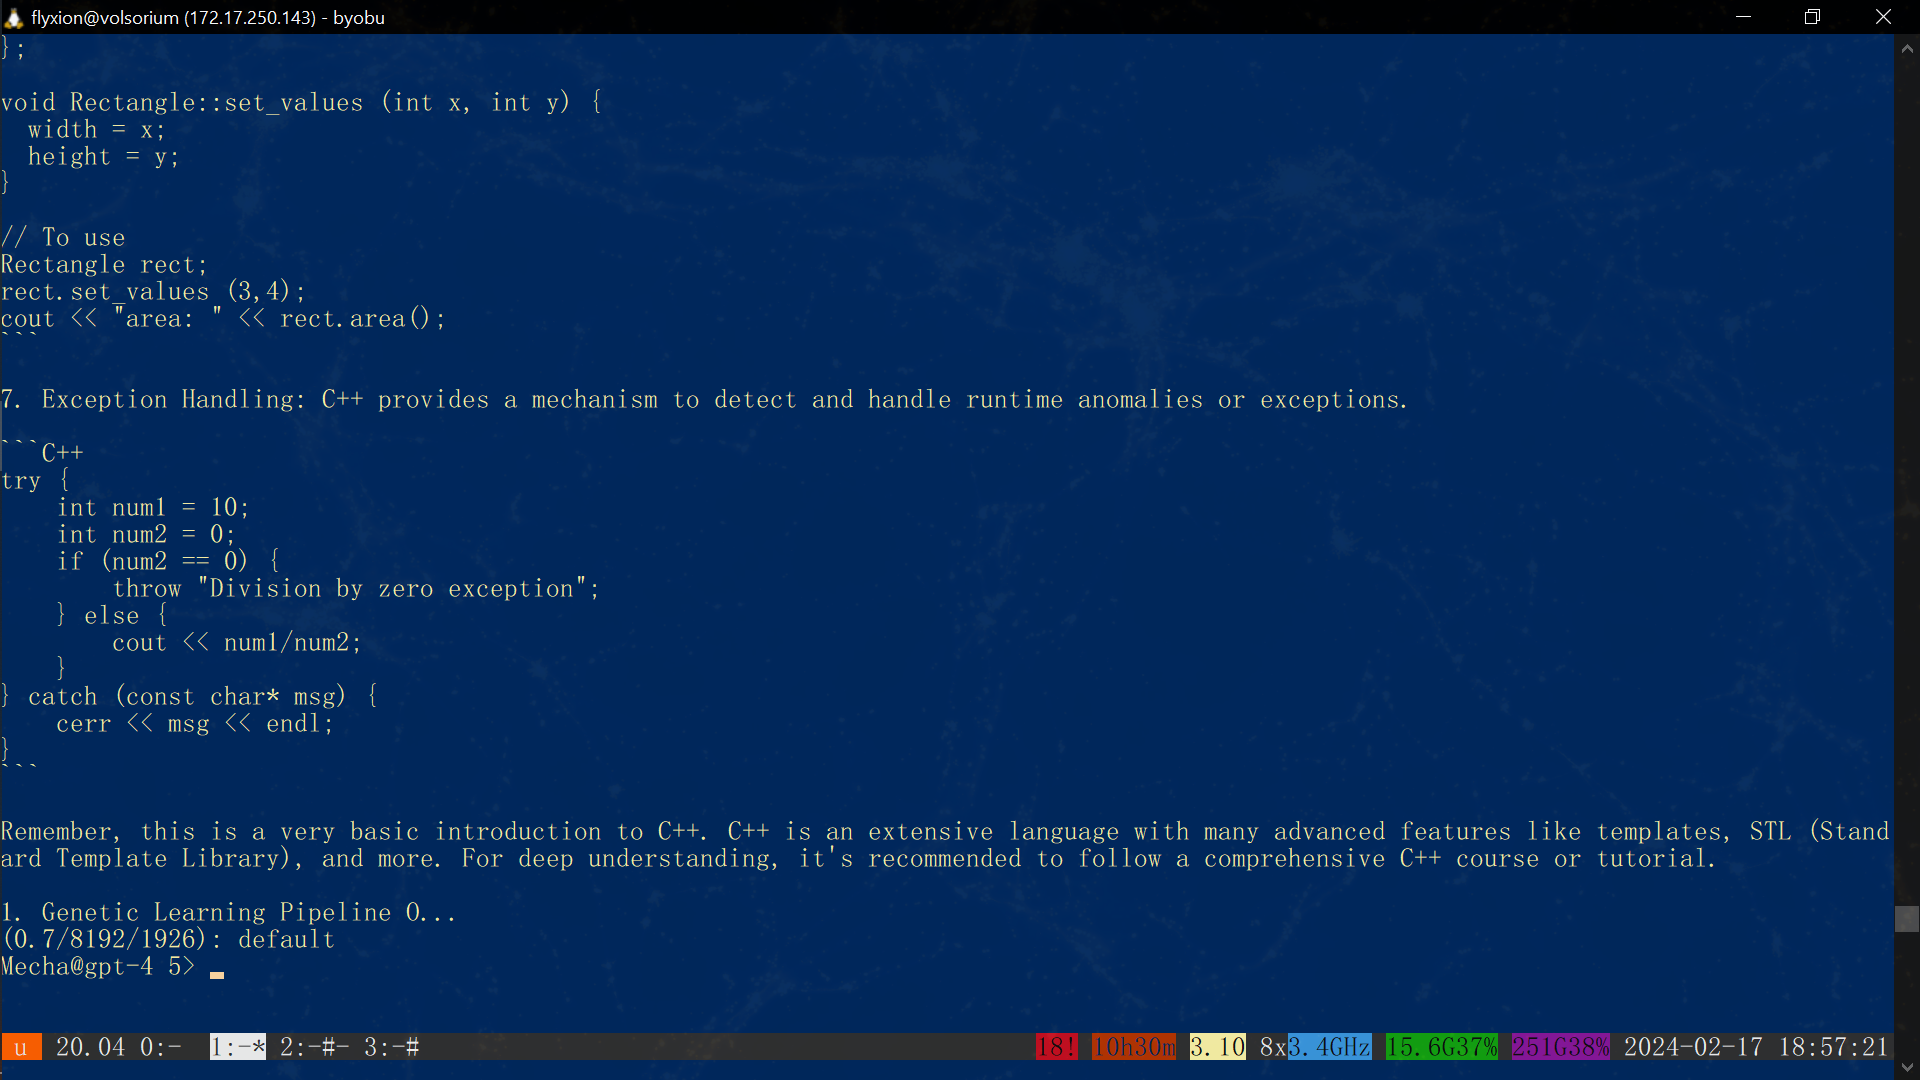 flyxion@volsorium (172.17.250.143) - byobu
};
void Rectangle::set_values (int x, int y) {
  width = x;
  height = y;
}
// To use
Rectangle rect;
rect.set_values (3,4);
cout << "area: " << rect.area();
```
7. Exception Handling: C++ provides a mechanism to detect and handle runtime anomalies or exceptions.
```C++
try {
    int num1 = 10;
    int num2 = 0;
    if (num2 == 0) {
        throw "Division by zero exception";
    } else {
        cout << num1/num2;
    }
} catch (const char* msg) {
    cerr << msg << endl;
}
```
Remember, this is a very basic introduction to C++. C++ is an extensive language with many advanced features like templates, STL (Stand
ard Template Library), and more. For deep understanding, it's recommended to follow a comprehensive C++ course or tutorial.
1. Genetic Learning Pipeline O...
(0.7/8192/1926): default
Mecha@gpt-4 5>
u 20.04 0:- 1:-* 2:-#- 3:-# 18! 10h30m 3.10 8x3.4GHz 15.6G37% 251G38% 2024-02-17 18:57:21